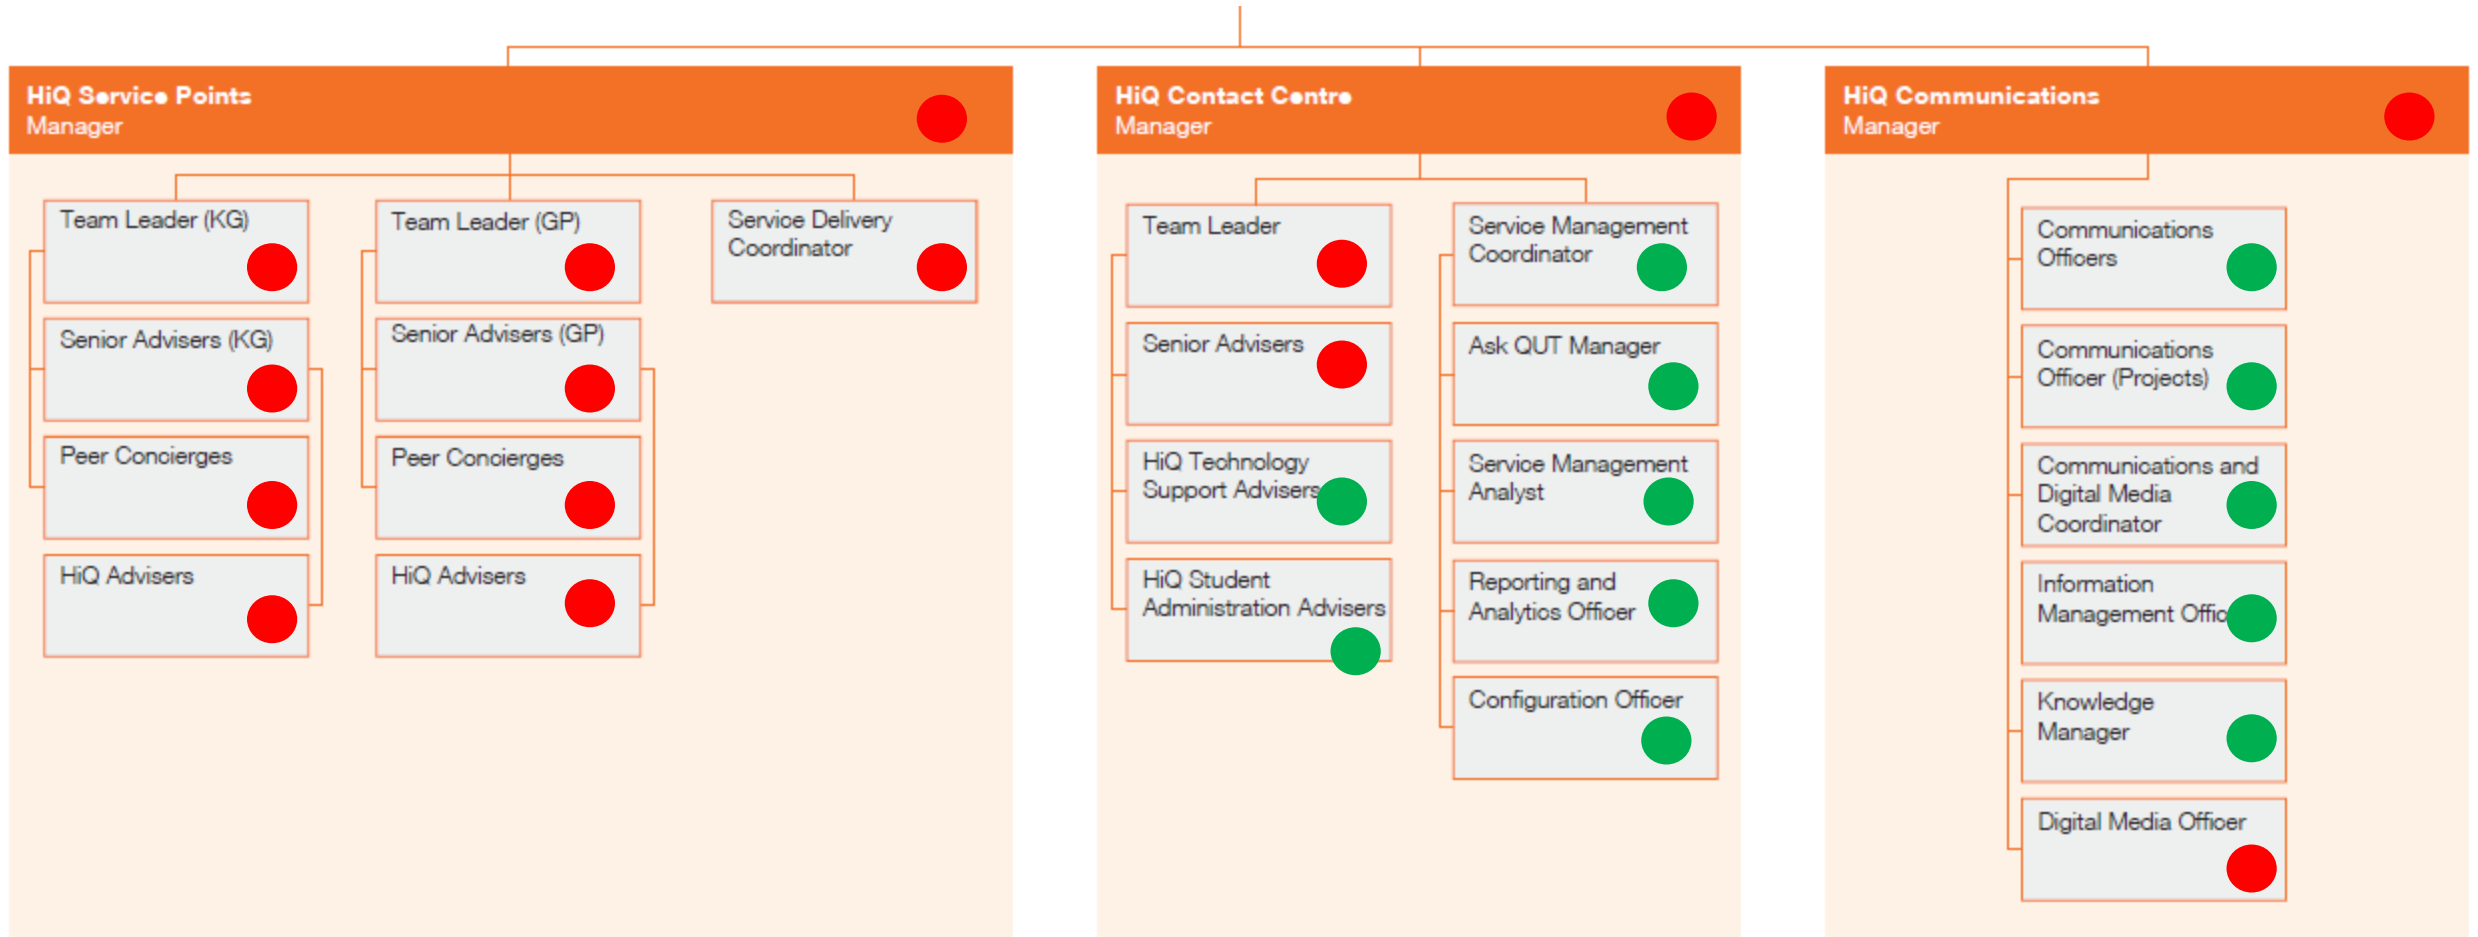 HiQ Service Points
Manager
Team Leader (KG)
Senior Advisers (KG)
Peer Concierges
HiQ Advisers
Team Leader (GP)
Senior Advisers (GP)
Peer Concierges
HiQ Advisers
Service Delivery
Coordinator
HiQ Contact Centre
Manager
Team Leader
Senior Advisers
HiQ Technology
Support Advisers
HiQ Student
Administration Advisers
Service Management
Coordinator
Ask QUT Manager
Service Management
Analyst
Reporting and
Analytics Officer
Configuration Officer
HiQ Communications
Manager
Communications
Officers
Communications
Officer (Projects)
Communications and
Digital Media
Coordinator
Information
Management
Knowledge
Manager
Digital Media Officer